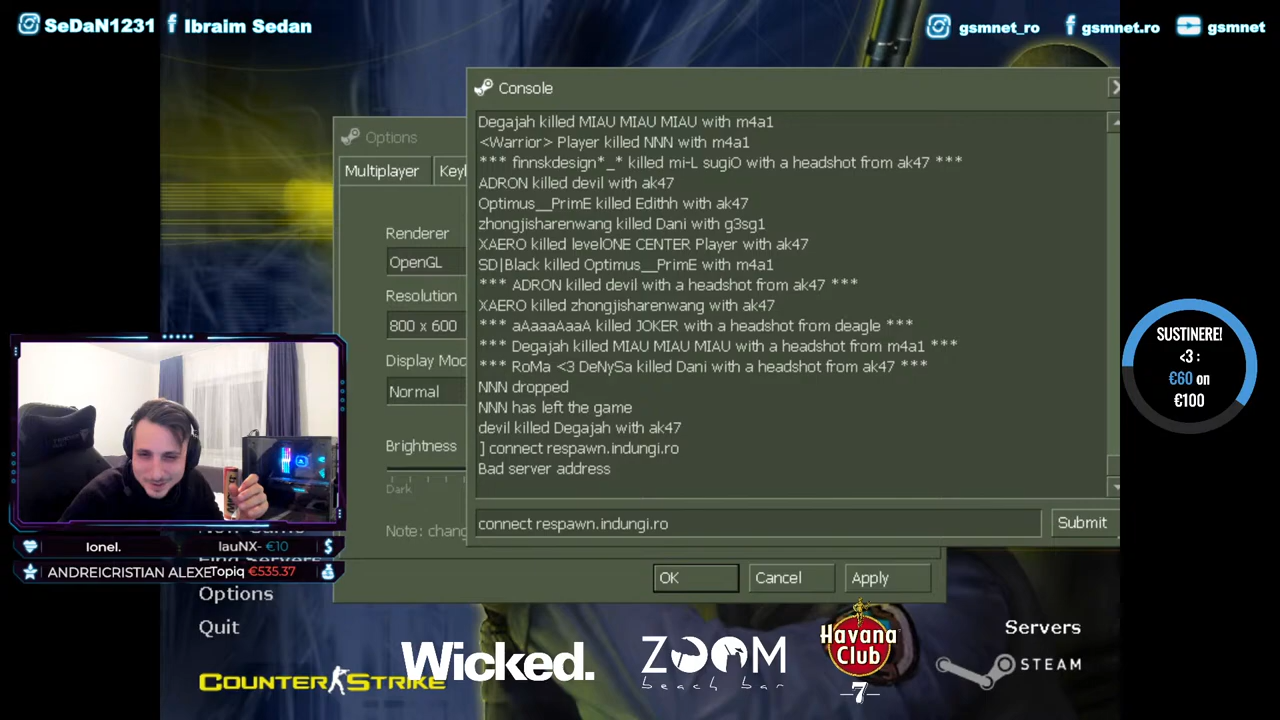 SeDaN1231 Ibraim Sedan
gsmnet_ro gsmnet.ro gsmnet
Console
Options
Multiplayer
Renderer
OpenGL
Resolution
800 x 600
Normal
Brightness
Dark
Degajah killed MIAU MIAU MIAU with m4a1
<Warrior> Player killed NNN with m4a1
*** finnskdesign*_* killed mi-L sugiO with a headshot from ak47 ***
ADRON killed devil with ak47
Optimus__PrimE killed Edithh with ak47
zhongjisharenwang killed Dani with g3sg1
XAERO killed levelONE CENTER Player with ak47
SD|Black killed Optimus__PrimE with m4a1
*** ADRON killed devil with a headshot from ak47 ***
XAERO killed zhongjisharenwang with ak47
*** aAaaaAaaA killed JOKER with a headshot from deagle ***
*** Degajah killed MIAU MIAU MIAU with a headshot from m4a1 ***
*** RoMa <3 DeNySa killed Dani with a headshot from ak47 ***
NNN dropped
NNN has left the game
devil killed Degajah with ak47
] connect respawn.indungi.ro
Bad server address
connect respawn.indungi.ro
Submit
OK Cancel Apply
SUSTINERE!
<3 :
€60 on
€100
Ionel. IauNX- €10 $
ANDREICRISTIAN ALEXE Topiq €535.37
Options
Quit
Servers
STEAM
COUNTER STRIKE
Wicked.
ZOOM
beach bar
Havana
Club
7